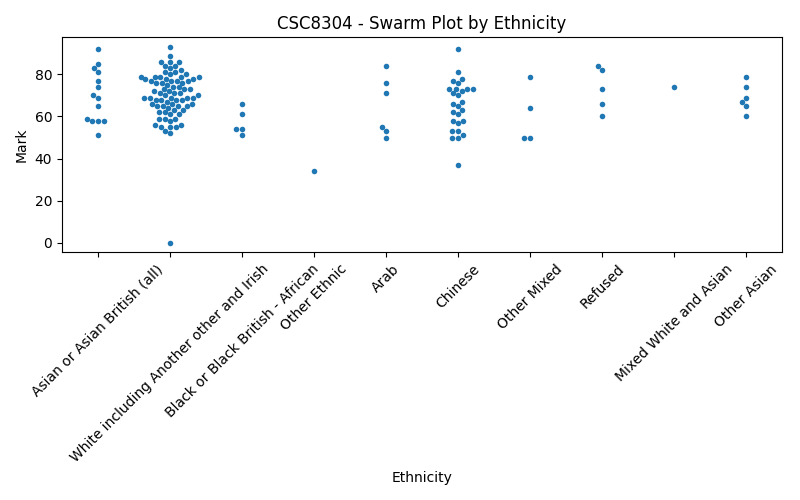 CSC8304 - Swarm Plot by Ethnicity
Mark
80
60
40
20
0
Asian or Asian British (all)
White including Another other and Irish
Black or Black British - African
Other Ethnic
Arab
Chinese
Other Mixed
Refused
Mixed White and Asian
Other Asian
Ethnicity